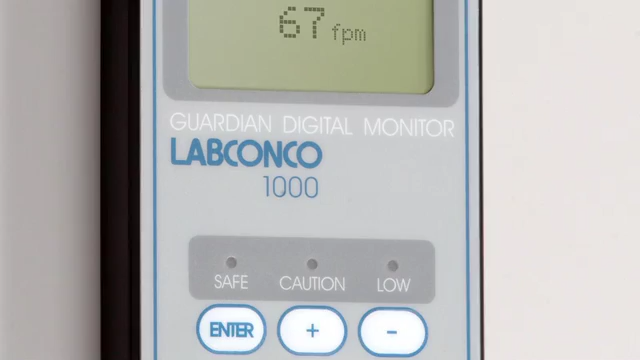 67 fpm
GUARDIAN DIGITAL MONITOR
LABCONCO
1000
SAFE CAUTION LOW
ENTER + -